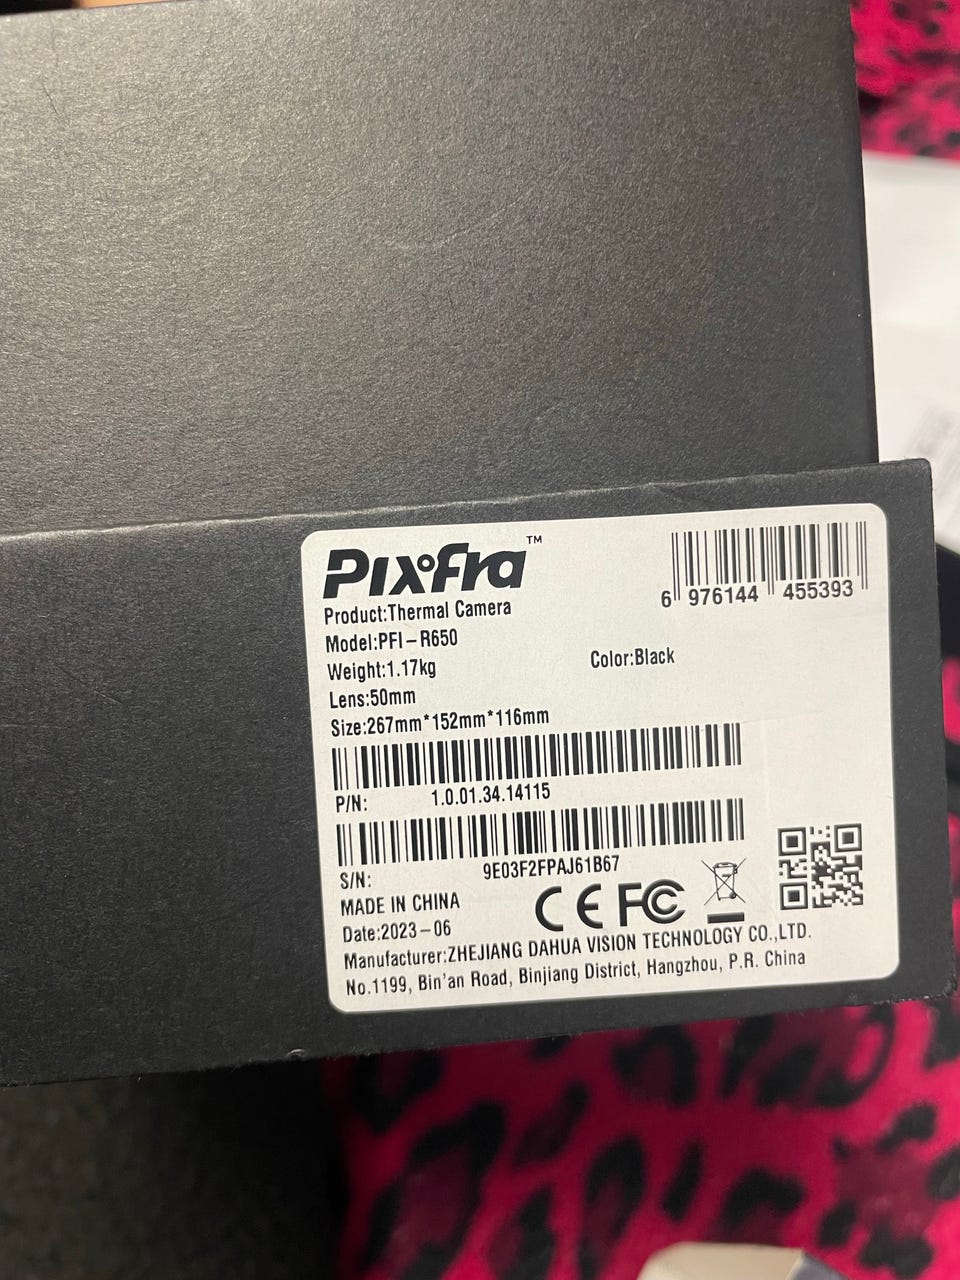 Pixfra™
6 976144 455393
Product:Thermal Camera
Model:PFI-R650
Color:Black
Weight:1.17kg
Lens:50mm
Size:267mm*152mm*116mm
P/N: 1.0.01.34.14115
S/N: 9E03F2FPAJ61B67
MADE IN CHINA
CE FC
Date:2023-06
Manufacturer:ZHEJIANG DAHUA VISION TECHNOLOGY CO.,LTD.
No.1199, Bin'an Road, Binjiang District, Hangzhou, P.R. China